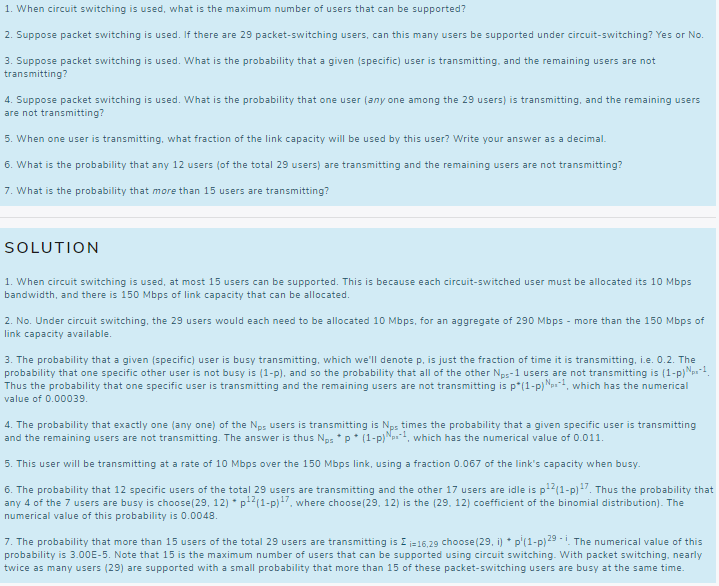 1. When circuit switching is used, what is the maximum number of users that can be supported?
2. Suppose packet switching is used. If there are 29 packet-switching users, can this many users be supported under circuit-switching? Yes or No.
3. Suppose packet switching is used. What is the probability that a given (specific) user is transmitting, and the remaining users are not
transmitting?
4. Suppose packet switching is used. What is the probability that one user (any one among the 29 users) is transmitting, and the remaining users
are not transmitting?
5. When one user is transmitting, what fraction of the link capacity will be used by this user? Write your answer as a decimal.
6. What is the probability that any 12 users (of the total 29 users) are transmitting and the remaining users are not transmitting?
7. What is the probability that more than 15 users are transmitting?
SOLUTION
1. When circuit switching is used, at most 15 users can be supported. This is because each circuit-switched user must be allocated its 10 Mbps
bandwidth, and there is 150 Mbps of link capacity that can be allocated.
2. No. Under circuit switching, the 29 users would each need to be allocated 10 Mbps, for an aggregate of 290 Mbps - more than the 150 Mbps of
link capacity available.
3. The probability that a given (specific) user is busy transmitting, which we'll denote p, is just the fraction of time it is transmitting, i.e. 0.2. The
probability that one specific other user is not busy is (1-p), and so the probability that all of the other Nps-1 users are not transmitting is (1-p)^Nps-1.
Thus the probability that one specific user is transmitting and the remaining users are not transmitting is p*(1-p)^Nps-1, which has the numerical
value of 0.00039.
4. The probability that exactly one (any one) of the Nps users is transmitting is Nps times the probability that a given specific user is transmitting
and the remaining users are not transmitting. The answer is thus Nps * p * (1-p)^Nps-1, which has the numerical value of 0.011.
5. This user will be transmitting at a rate of 10 Mbps over the 150 Mbps link, using a fraction 0.067 of the link's capacity when busy.
6. The probability that 12 specific users of the total 29 users are transmitting and the other 17 users are idle is p^12(1-p)^17. Thus the probability that
any 4 of the 7 users are busy is choose(29, 12) * p^12(1-p)^17, where choose(29, 12) is the (29, 12) coefficient of the binomial distribution). The
numerical value of this probability is 0.0048.
7. The probability that more than 15 users of the total 29 users are transmitting is Σ i=16,29 choose(29, i) * p^i(1-p)^29 - i. The numerical value of this
probability is 3.00E-5. Note that 15 is the maximum number of users that can be supported using circuit switching. With packet switching, nearly
twice as many users (29) are supported with a small probability that more than 15 of these packet-switching users are busy at the same time.